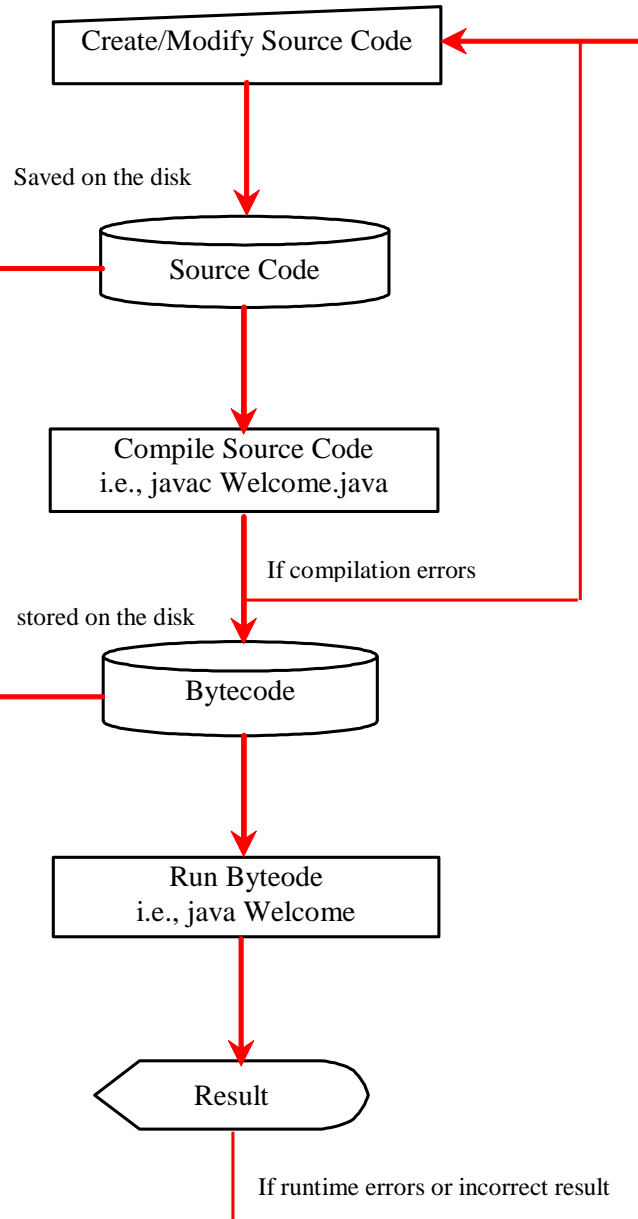 Create/Modify Source Code
Saved on the disk
Source Code
Compile Source Code
i.e., javac Welcome.java
If compilation errors
stored on the disk
Bytecode
Run Byteode
i.e., java Welcome
Result
If runtime errors or incorrect result